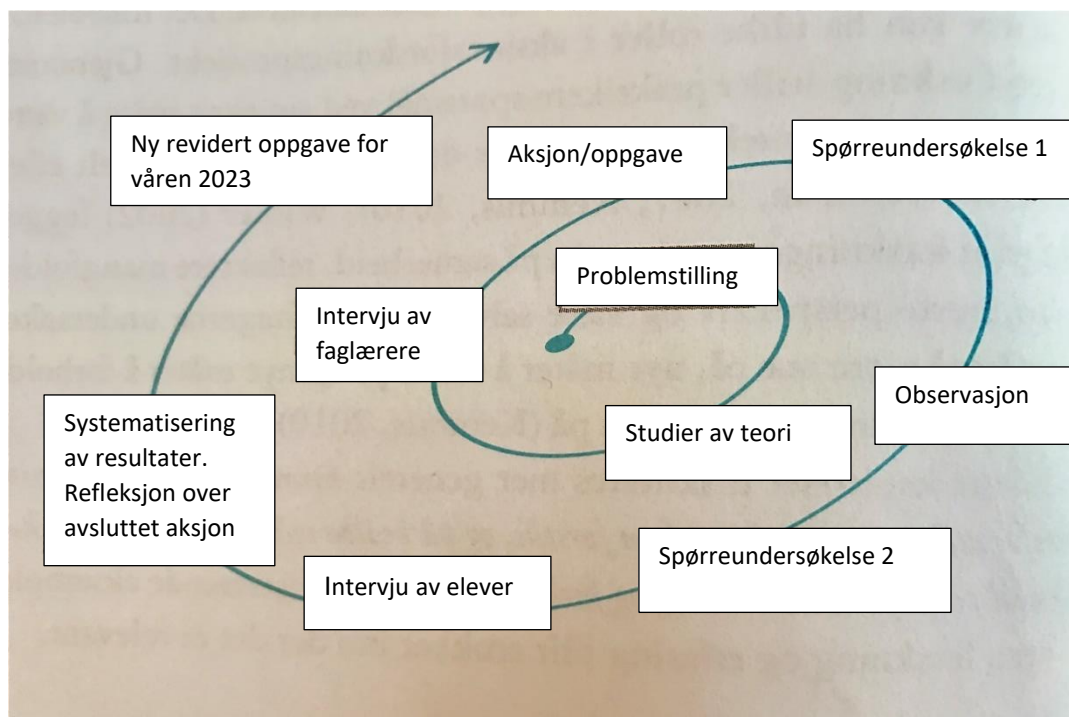 Ny revidert oppgave for
våren 2023
Aksjon/oppgave
Spørreundersøkelse 1
Problemstilling
Intervju av
faglærere
Observasjon
Studier av teori
Systematisering
av resultater.
Refleksjon over
avsluttet aksjon
Spørreundersøkelse 2
Intervju av elever